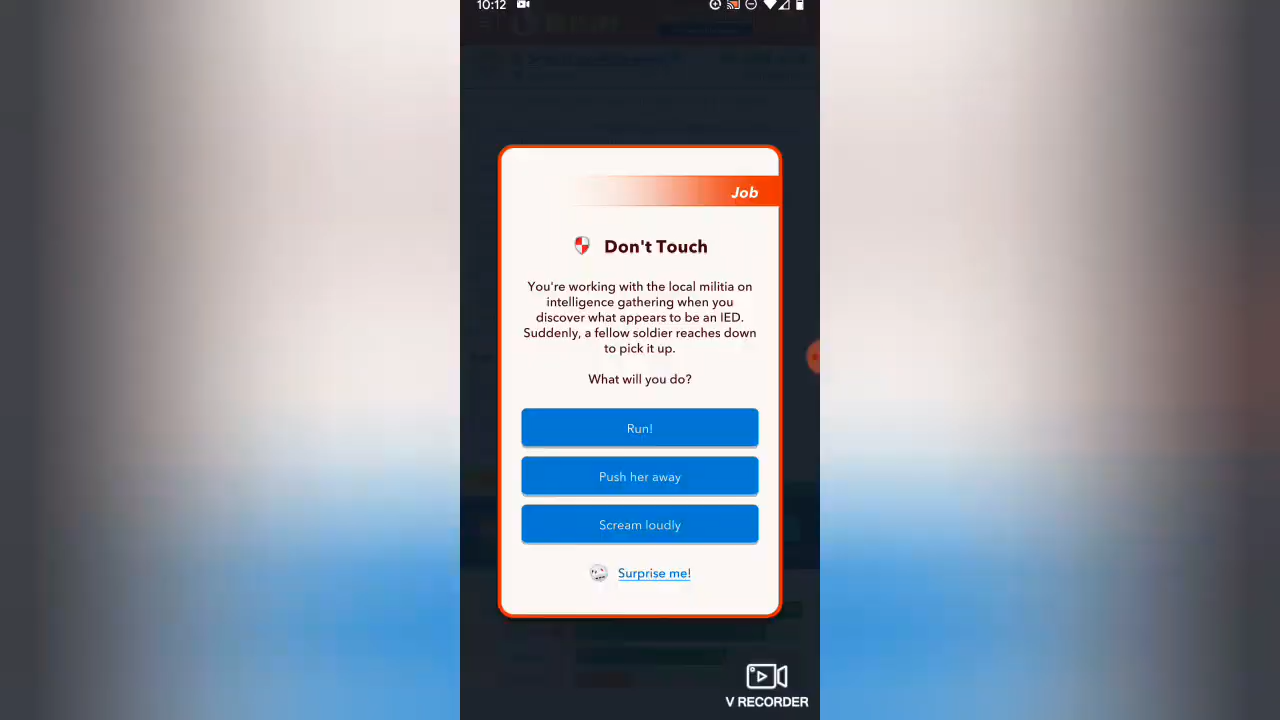 10:12
Job
Don't Touch
You're working with the local militia on
intelligence gathering when you
discover what appears to be an IED.
Suddenly, a fellow soldier reaches down
to pick it up.
What will you do?
Run!
Push her away
Scream loudly
Surprise me!
V RECORDER